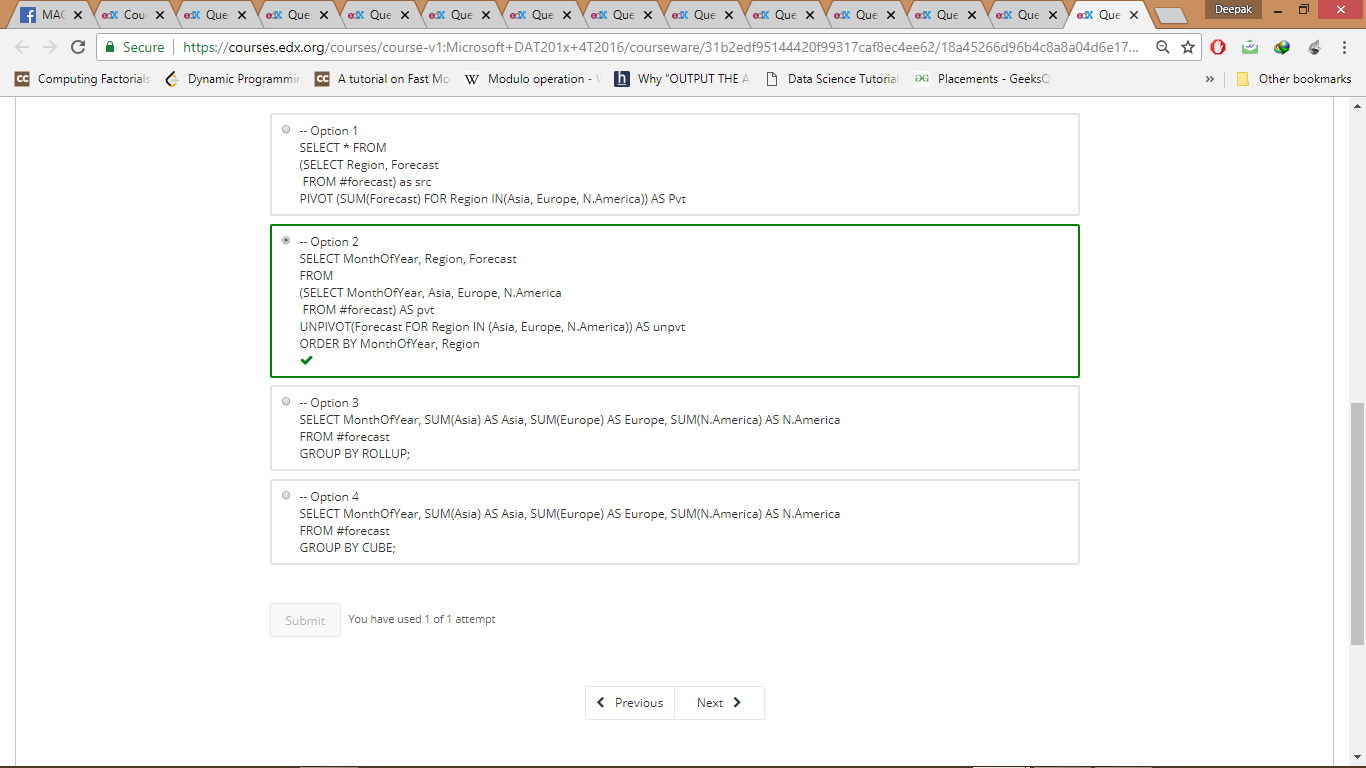 MAC
Cou
Que
Que
Que
Que
Que
Que
Que
Que
Que
Que
Que
Que
Deepak
Secure
https://courses.edx.org/courses/course-v1:Microsoft+DAT201x+4T2016/courseware/31b2edf95144420f99317caf8ec4ee62/18a45266d96b4c8a8a04d6e17...
Computing Factorials
Dynamic Programmin
A tutorial on Fast Mo
Modulo operation -
Why "OUTPUT THE A
Data Science Tutorial
Placements - GeeksQ
»
Other bookmarks
-- Option 1
SELECT * FROM
(SELECT Region, Forecast
FROM #forecast) as src
PIVOT (SUM(Forecast) FOR Region IN(Asia, Europe, N.America)) AS Pvt
-- Option 2
SELECT MonthOfYear, Region, Forecast
FROM
(SELECT MonthOfYear, Asia, Europe, N.America
FROM #forecast) AS pvt
UNPIVOT(Forecast FOR Region IN (Asia, Europe, N.America)) AS unpvt
ORDER BY MonthOfYear, Region
-- Option 3
SELECT MonthOfYear, SUM(Asia) AS Asia, SUM(Europe) AS Europe, SUM(N.America) AS N.America
FROM #forecast
GROUP BY ROLLUP;
-- Option 4
SELECT MonthOfYear, SUM(Asia) AS Asia, SUM(Europe) AS Europe, SUM(N.America) AS N.America
FROM #forecast
GROUP BY CUBE;
Submit
You have used 1 of 1 attempt
Previous
Next